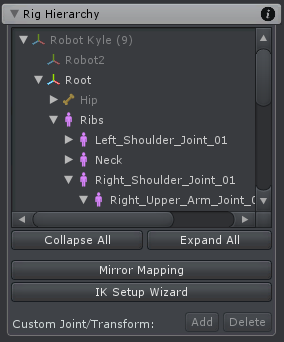 Rig Hierarchy
Robot Kyle (9)
Robot2
Root
Hip
Ribs
Left_Shoulder_Joint_01
Neck
Right_Shoulder_Joint_01
Right_Upper_Arm_Joint_0
Collapse All Expand All
Mirror Mapping
IK Setup Wizard
Custom Joint/Transform: Add Delete